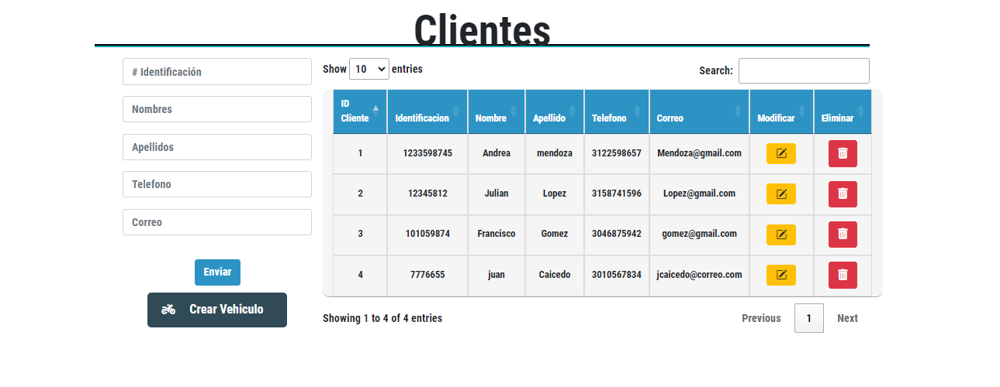 Clientes
# Identificación
Nombres
Apellidos
Telefono
Correo
Enviar
Crear Vehiculo
Show 10 entries
Search:
ID Cliente Identificacion Nombre Apellido Telefono Correo Modificar Eliminar
1 1233598745 Andrea mendoza 3122598657 Mendoza@gmail.com
2 12345812 Julian Lopez 3158741596 Lopez@gmail.com
3 101059874 Francisco Gomez 3046875942 gomez@gmail.com
4 7776655 juan Caicedo 3010567834 jcaicedo@correo.com
Showing 1 to 4 of 4 entries
Previous 1 Next